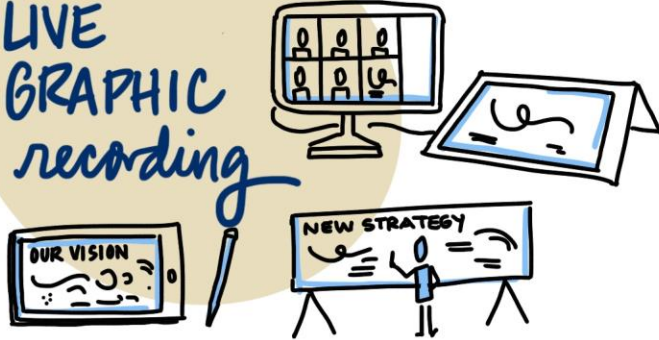 LIVE
GRAPHIC
recording
OUR VISION
NEW STRATEGY